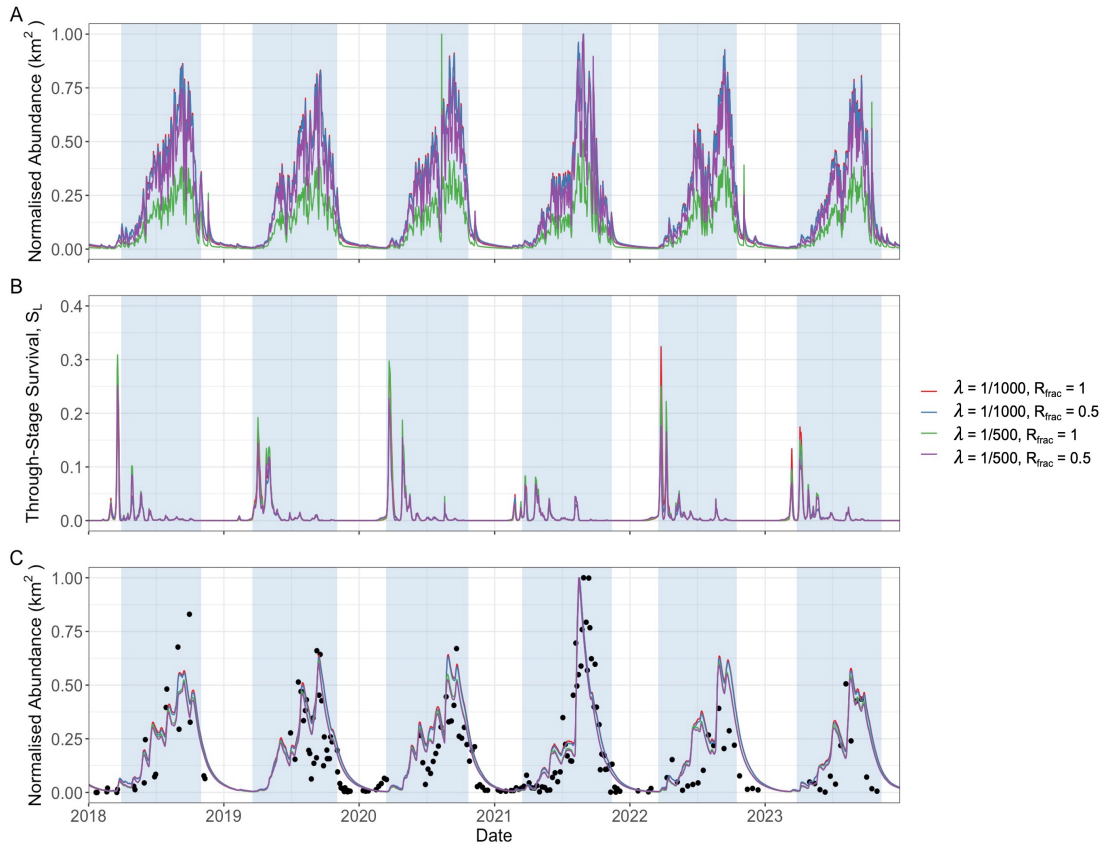 A
Normalised Abundance (km²)
1.00
0.75
0.50
0.25
0.00
B
Through-Stage Survival, S_L
0.4
0.3
0.2
0.1
0.0
λ = 1/1000, R_frac = 1
λ = 1/1000, R_frac = 0.5
λ = 1/500, R_frac = 1
λ = 1/500, R_frac = 0.5
C
Normalised Abundance (km²)
1.00
0.75
0.50
0.25
0.00
2018 2019 2020 2021 2022 2023
Date